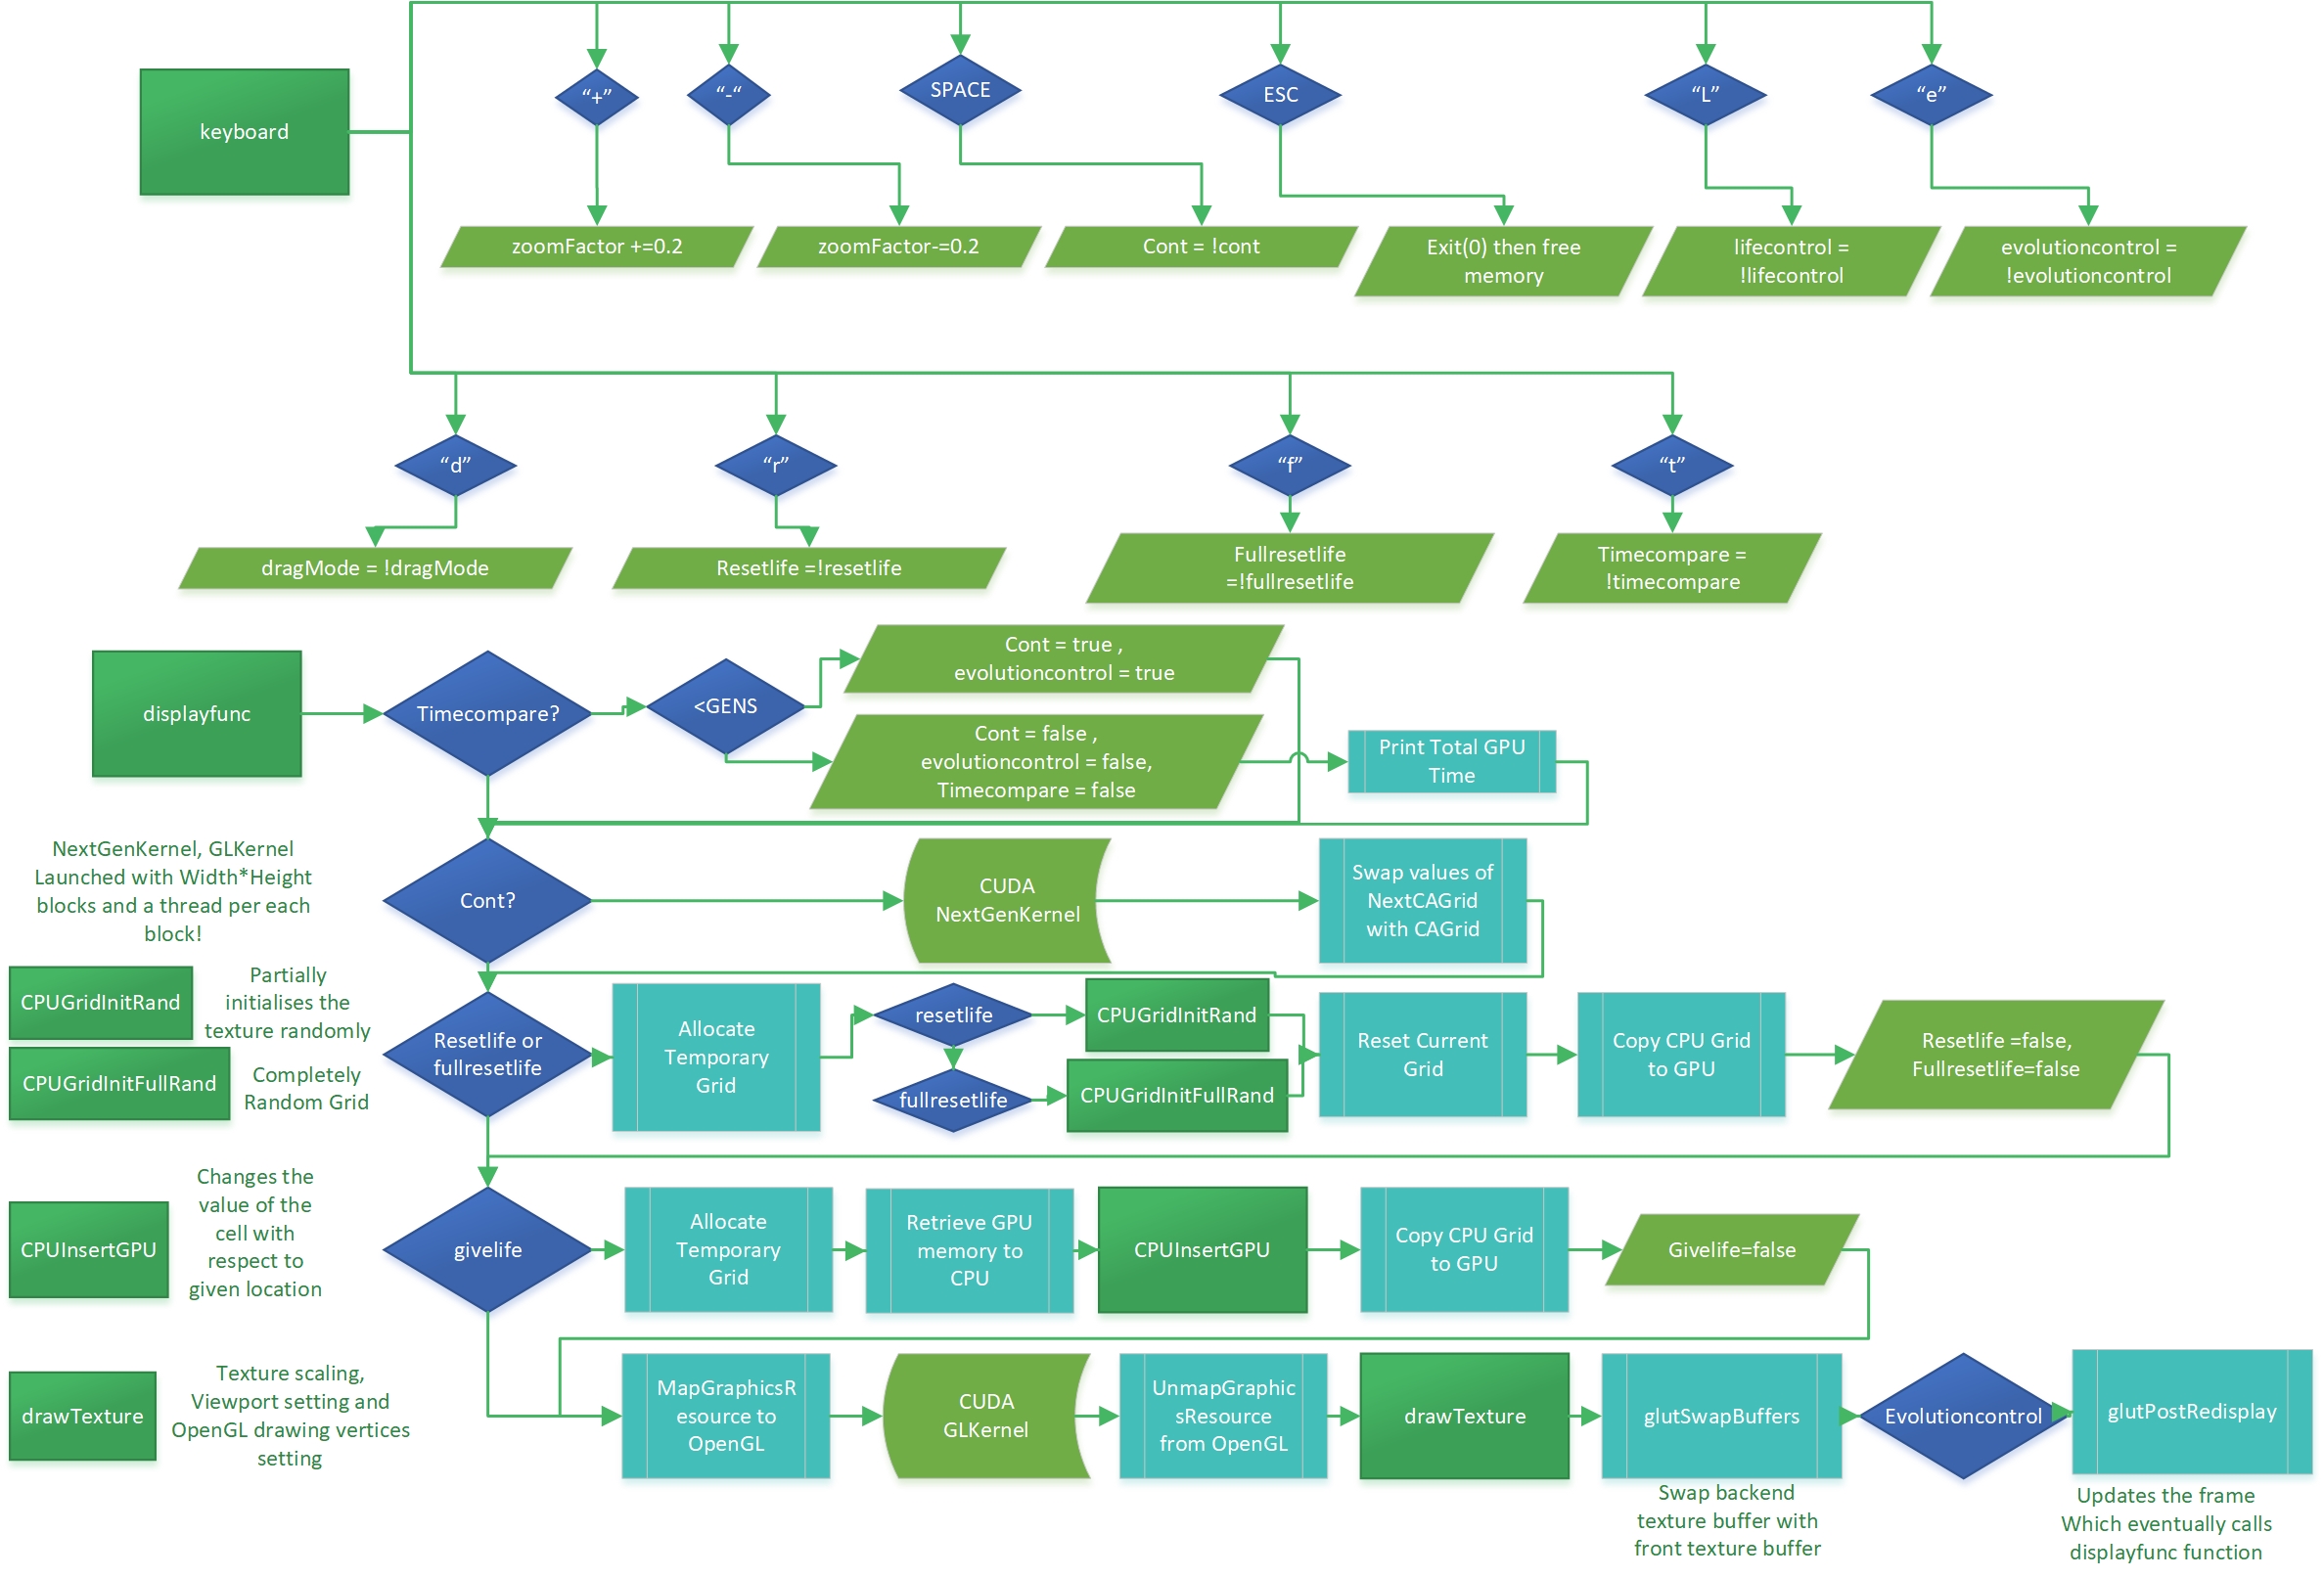 “+”
“-“
SPACE
ESC
“L”
“e”
keyboard
zoomFactor +=0.2
zoomFactor-=0.2
Cont = !cont
Exit(0) then free
memory
lifecontrol =
!lifecontrol
evolutioncontrol =
!evolutioncontrol
“d”
“r”
“f”
“t”
dragMode = !dragMode
Resetlife =!resetlife
Fullresetlife
=!fullresetlife
Timecompare =
!timecompare
displayfunc
Timecompare?
<GENS
Cont = true ,
evolutioncontrol = true
Cont = false ,
evolutioncontrol = false,
Timecompare = false
Print Total GPU
Time
NextGenKernel, GLKernel
Launched with Width*Height
blocks and a thread per each
block!
Cont?
CUDA
NextGenKernel
Swap values of
NextCAGrid
with CAGrid
CPUGridInitRand
Partially
initialises the
texture randomly
CPUGridInitFullRand
Completely
Random Grid
Resetlife or
fullresetlife
Allocate
Temporary
Grid
resetlife
fullresetlife
CPUGridInitRand
CPUGridInitFullRand
Reset Current
Grid
Copy CPU Grid
to GPU
Resetlife =false,
Fullresetlife=false
CPUInsertGPU
Changes the
value of the
cell with
respect to
given location
givelife
Allocate
Temporary
Grid
Retrieve GPU
memory to
CPU
CPUInsertGPU
Copy CPU Grid
to GPU
Givelife=false
drawTexture
Texture scaling,
Viewport setting and
OpenGL drawing vertices
setting
MapGraphicsR
esource to
OpenGL
CUDA
GLKernel
UnmapGraphic
sResource
from OpenGL
drawTexture
glutSwapBuffers
Evolutioncontrol
glutPostRedisplay
Swap backend
texture buffer with
front texture buffer
Updates the frame
Which eventually calls
displayfunc function